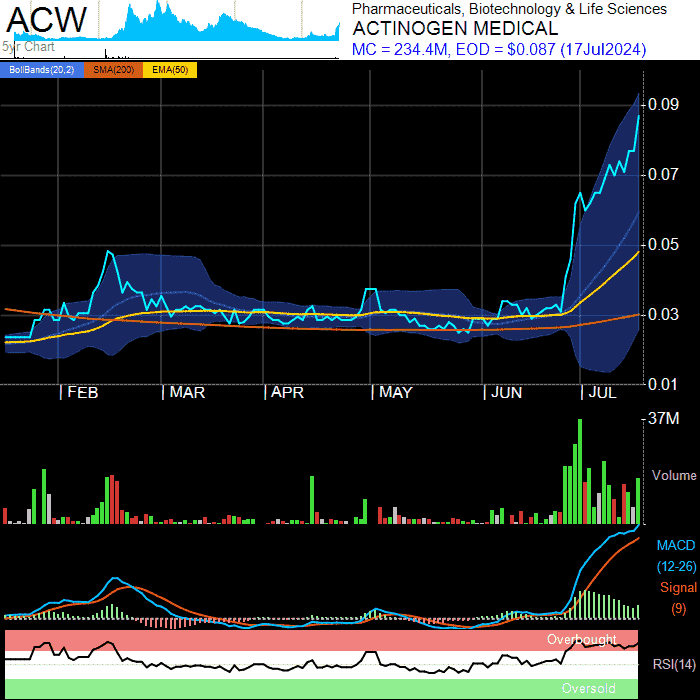 ACW
5yr Chart
Pharmaceuticals, Biotechnology & Life Sciences
ACTINOGEN MEDICAL
MC = 234.4M, EOD = $0.087 (17Jul2024)
BollBands(20,2) SMA(200) EMA(50)
0.09
0.07
0.05
0.03
0.01
FEB MAR APR MAY JUN JUL
37M
Volume
MACD
(12-26)
Signal
(9)
Overbought
RSI(14)
Oversold